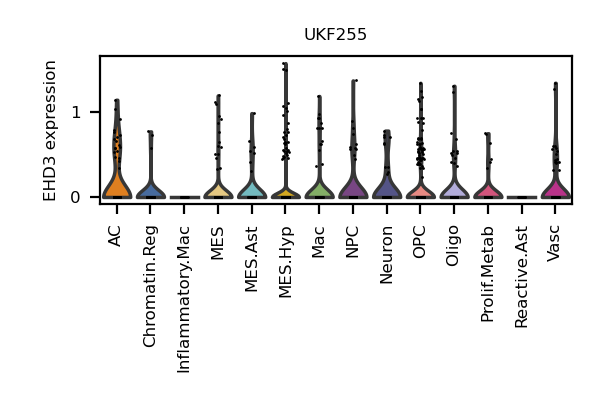 UKF255
EHD3 expression
1
0
AC
Chromatin.Reg
Inflammatory.Mac
MES
MES.Ast
MES.Hyp
Mac
NPC
Neuron
OPC
Oligo
Prolif.Metab
Reactive.Ast
Vasc